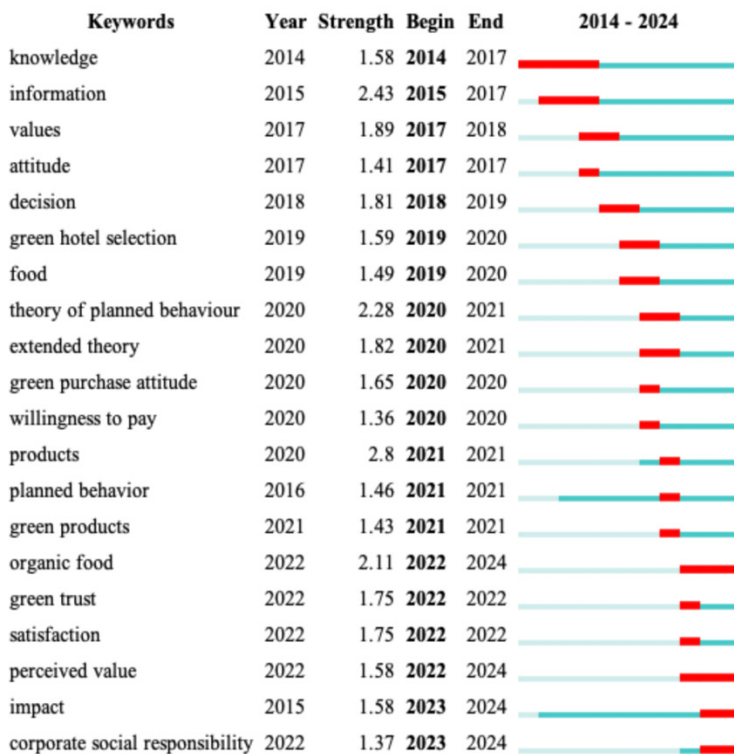 Keywords Year Strength Begin End 2014 - 2024
knowledge 2014 1.58 2014 2017
information 2015 2.43 2015 2017
values 2017 1.89 2017 2018
attitude 2017 1.41 2017 2017
decision 2018 1.81 2018 2019
green hotel selection 2019 1.59 2019 2020
food 2019 1.49 2019 2020
theory of planned behaviour 2020 2.28 2020 2021
extended theory 2020 1.82 2020 2021
green purchase attitude 2020 1.65 2020 2020
willingness to pay 2020 1.36 2020 2020
products 2020 2.8 2021 2021
planned behavior 2016 1.46 2021 2021
green products 2021 1.43 2021 2021
organic food 2022 2.11 2022 2024
green trust 2022 1.75 2022 2022
satisfaction 2022 1.75 2022 2022
perceived value 2022 1.58 2022 2024
impact 2015 1.58 2023 2024
corporate social responsibility 2022 1.37 2023 2024